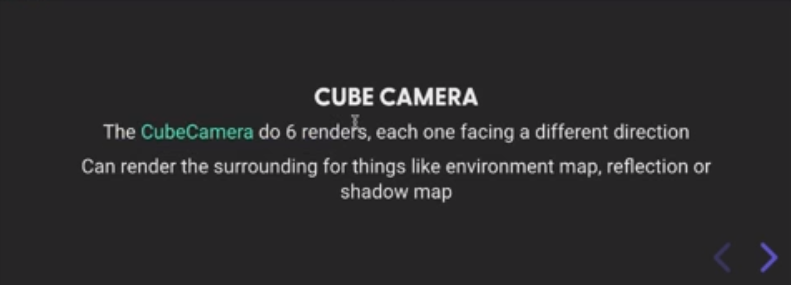 CUBE CAMERA
The CubeCamera do 6 renders, each one facing a different direction
Can render the surrounding for things like environment map, reflection or
shadow map